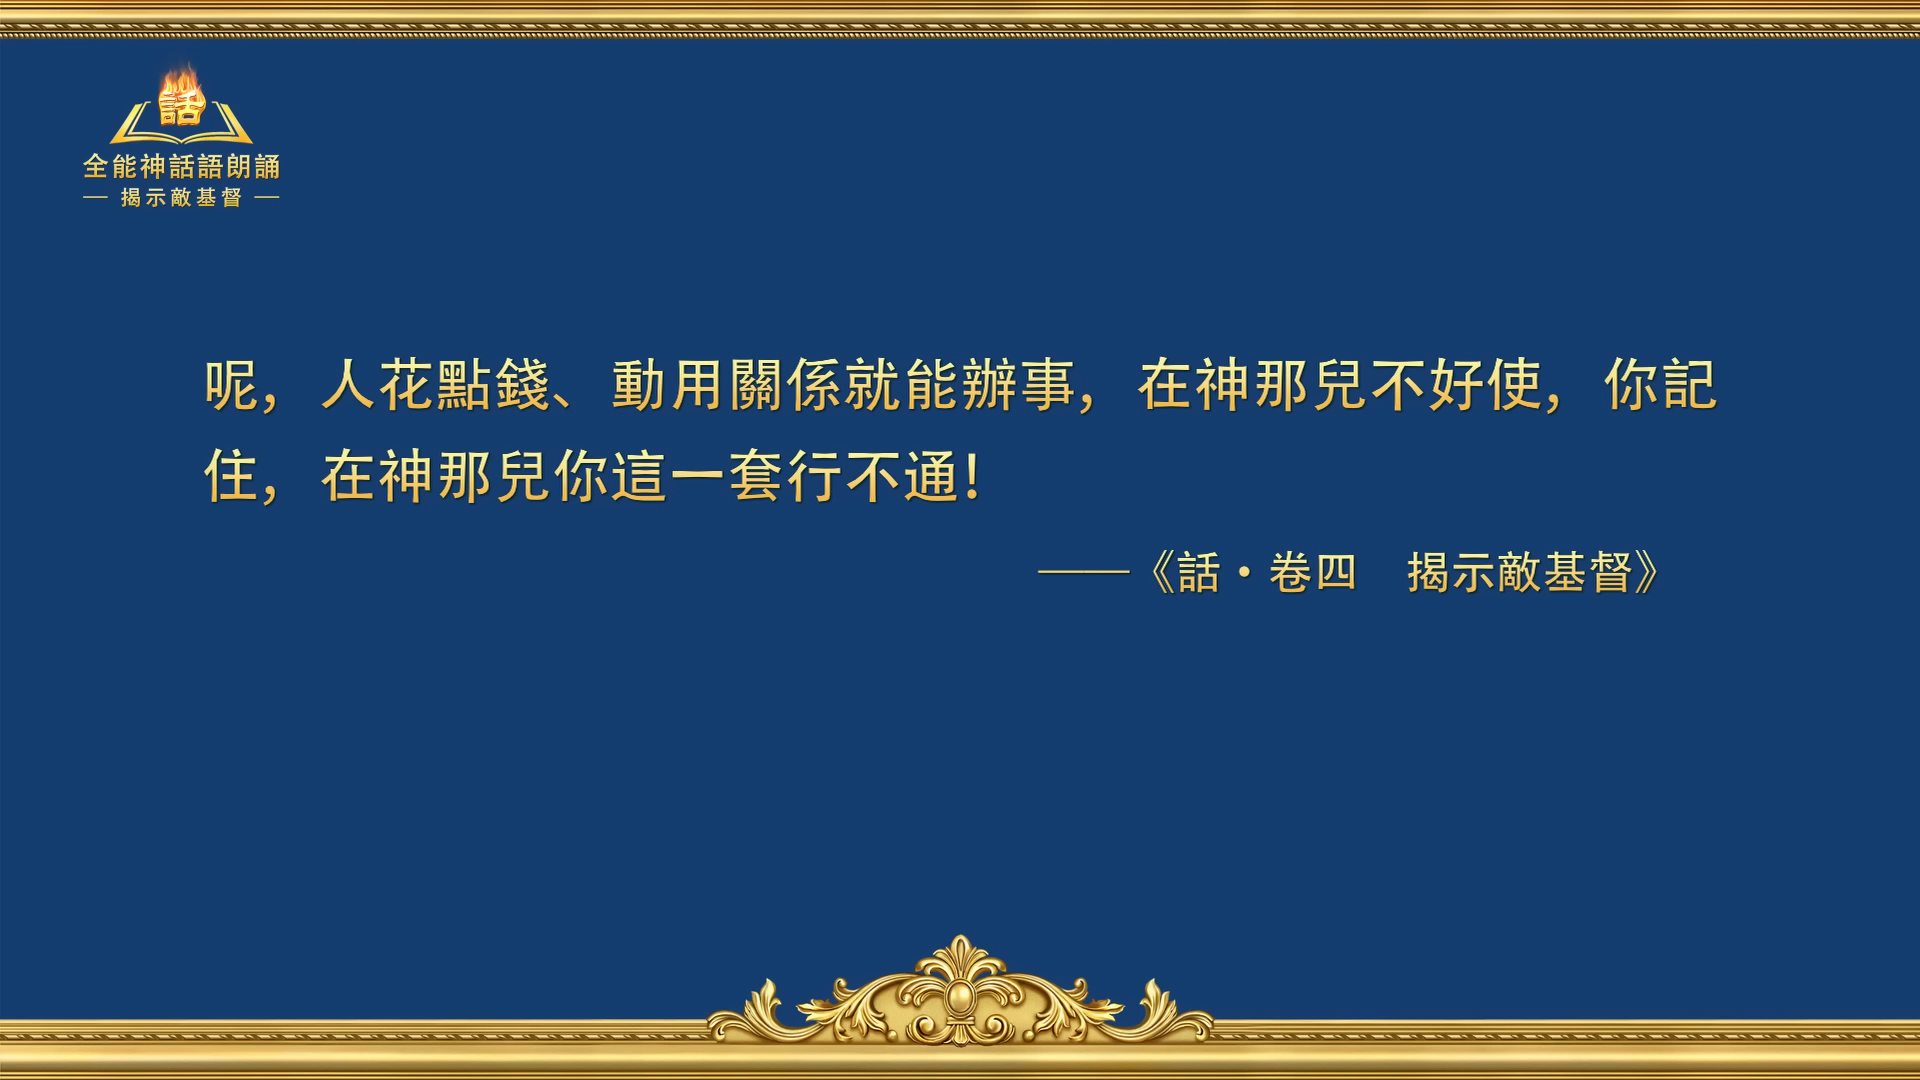 話
全能神話語朗誦
— 揭示敵基督 —
呢，人花點錢、動用關係就能辦事，在神那兒不好使，你記
住，在神那兒你這一套行不通！
——《話・卷四　揭示敵基督》